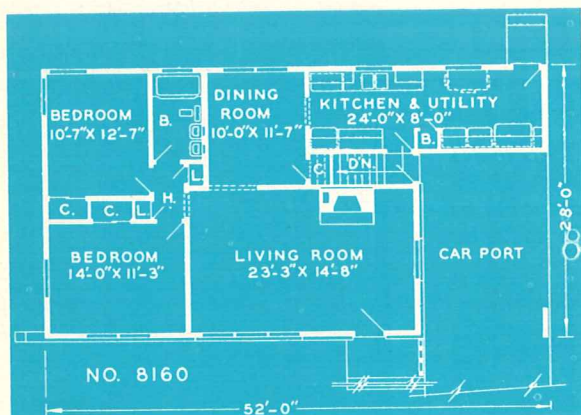 BEDROOM
10'-7" X 12'-7"
B.
DINING
ROOM
10'-0" X 11'-7"
KITCHEN & UTILITY
24'-0" X 8'-0"
B.
C.
D'N.
L.
H.
C.
C.
L.
BEDROOM
14'-0" X 11'-3"
LIVING ROOM
23'-3" X 14'-8"
CAR PORT
28'-0"
NO. 8160
52'-0"